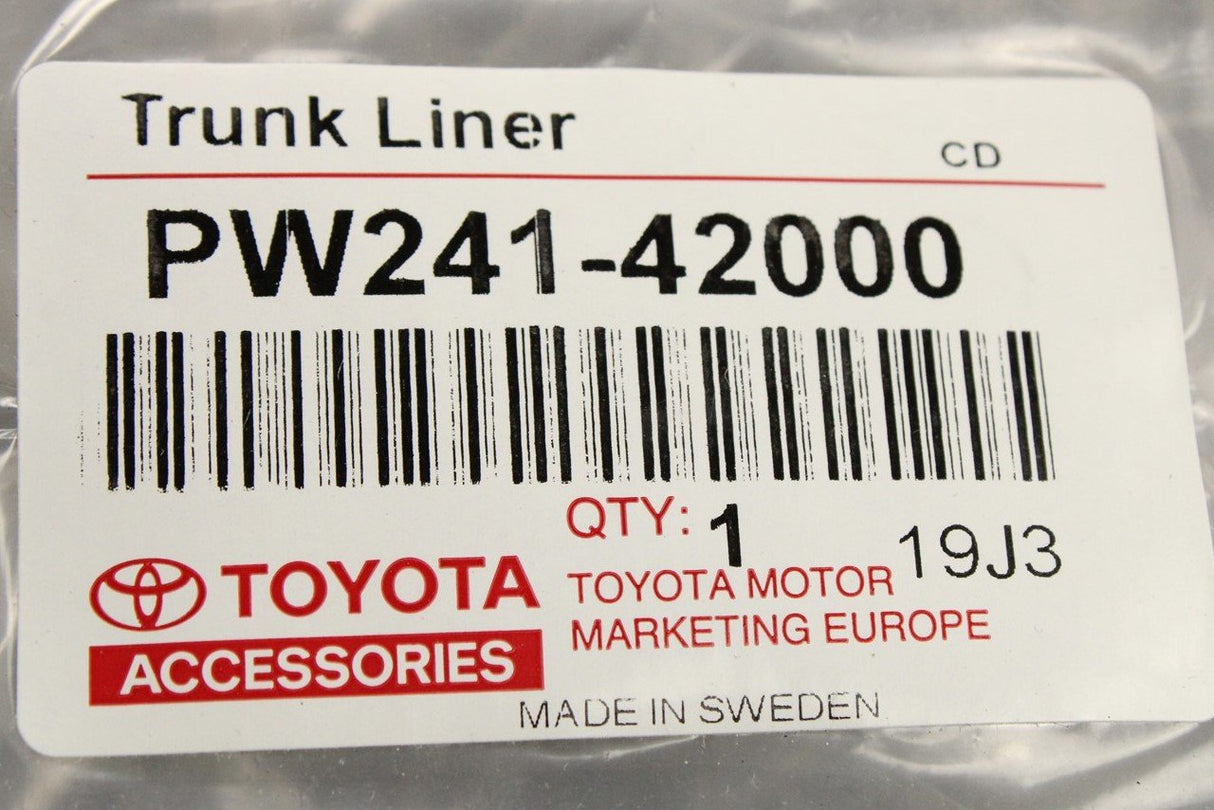 Trunk Liner
CD
PW241-42000
QTY: 1
19J3
TOYOTA
ACCESSORIES
TOYOTA MOTOR
MARKETING EUROPE
MADE IN SWEDEN